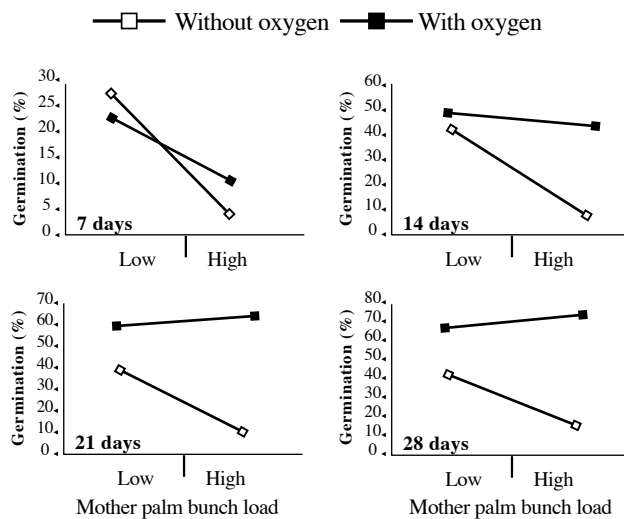 Without oxygen With oxygen
Germination (%)
30
25
20
15
10
5
0
7 days
Low High
Germination (%)
60
50
40
30
20
10
0
14 days
Low High
Germination (%)
70
60
50
40
30
20
10
0
21 days
Low High
Mother palm bunch load
Germination (%)
80
70
60
50
40
30
20
10
0
28 days
Low High
Mother palm bunch load